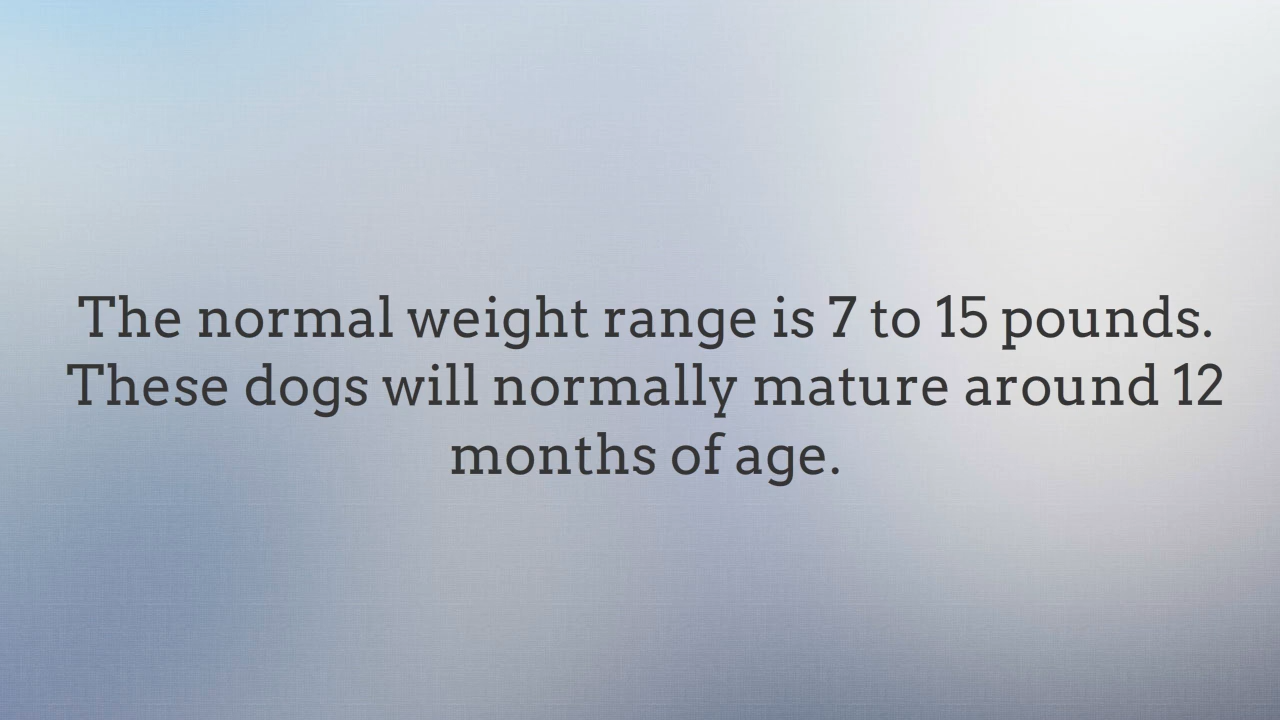 The normal weight range is 7 to 15 pounds.
These dogs will normally mature around 12
months of age.